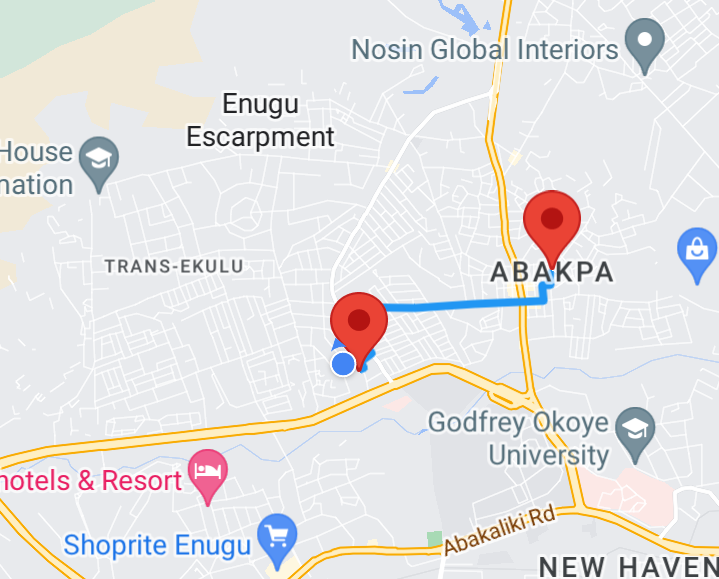 Nosin Global Interiors
Enugu
Escarpment
House
nation
TRANS-EKULU
ABAKPA
Godfrey Okoye
University
hotels & Resort
Abakaliki Rd
Shoprite Enugu
NEW HAVEN